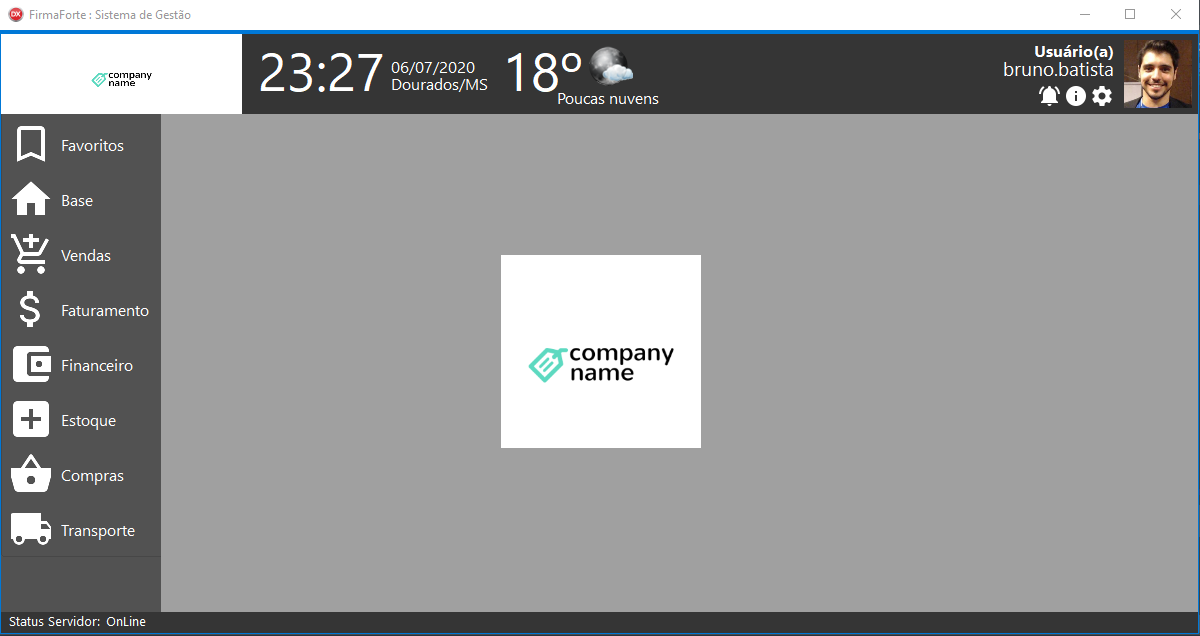 DX
FirmaForte : Sistema de Gestão
company
name
23:27
06/07/2020
Dourados/MS
18º
Poucas nuvens
Usuário(a)
bruno.batista
Favoritos
Base
Vendas
Faturamento
Financeiro
Estoque
Compras
Transporte
company
name
Status Servidor: OnLine